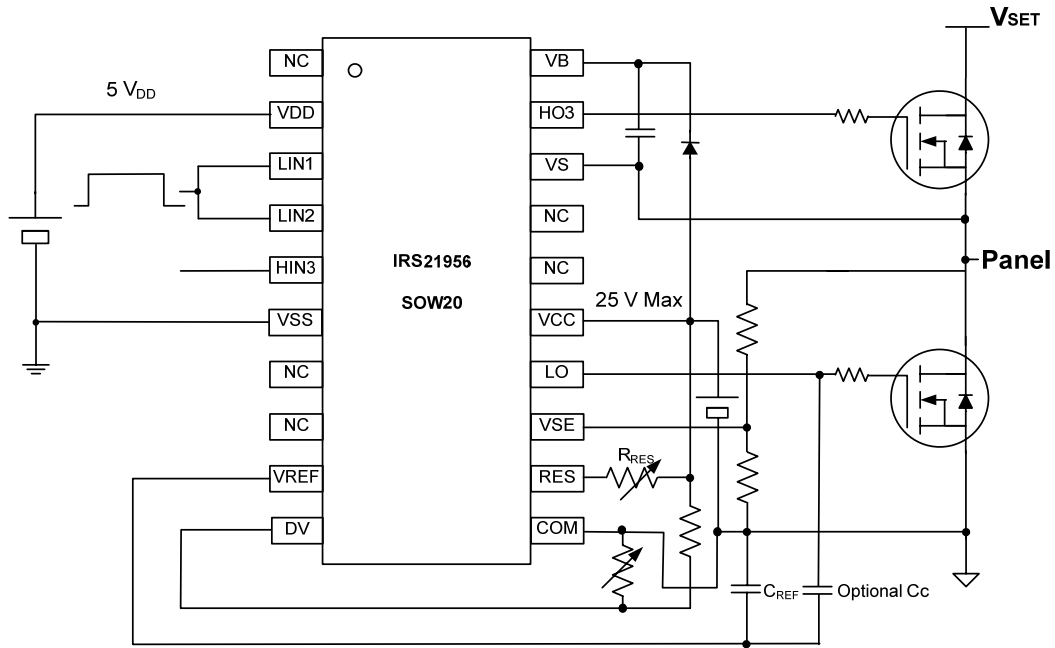 VSET
NC
VB
5 VDD
VDD
HO3
LIN1
VS
LIN2
NC
IRS21956
HIN3
NC
Panel
SOW20
25 V Max
VSS
VCC
NC
LO
NC
VSE
RRES
VREF
RES
DV
COM
CREF
Optional Cc